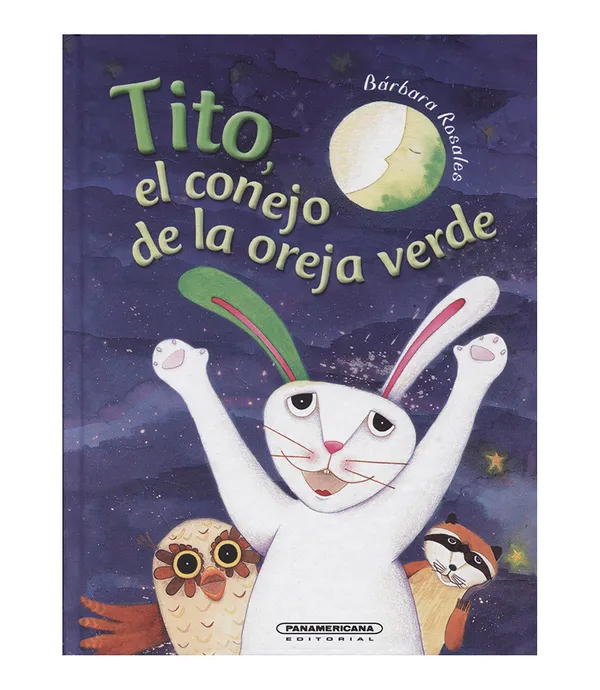 Bárbara Rosales
Tito,
el conejo
de la oreja verde
PANAMERICANA
EDITORIAL